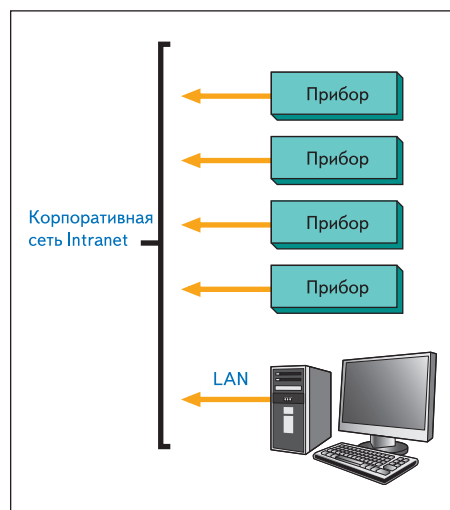 Прибор
Прибор
Прибор
Корпоративная
сеть Intranet
Прибор
LAN